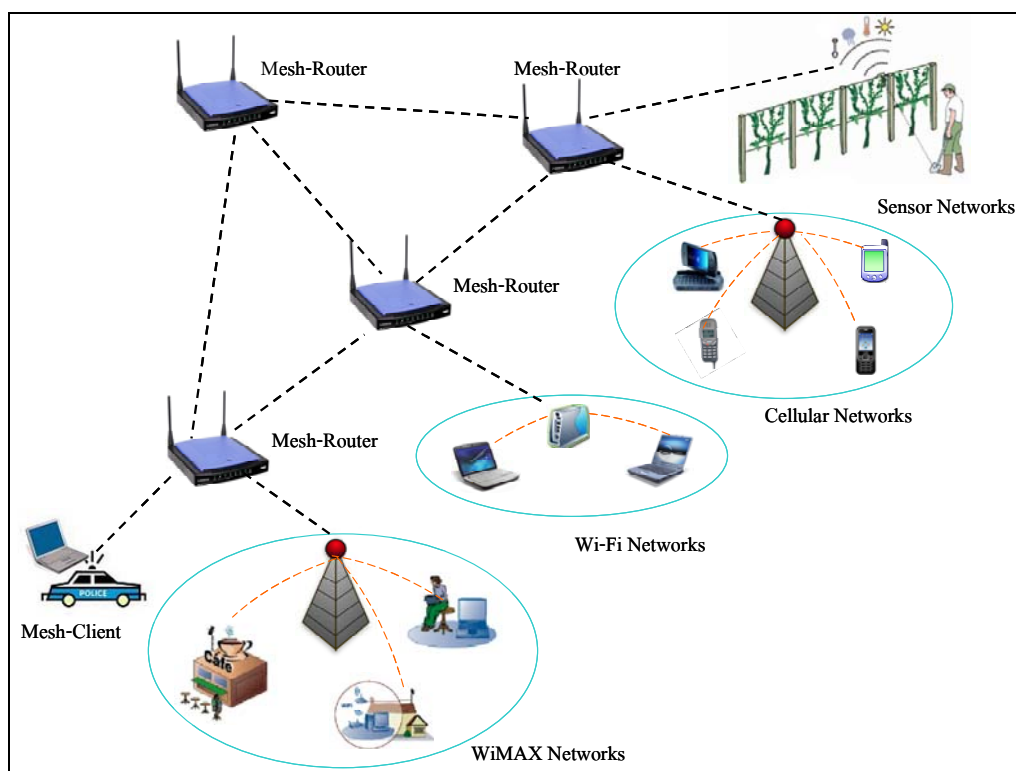 Mesh-Router
Mesh-Router
Sensor Networks
Mesh-Router
Cellular Networks
Mesh-Router
Wi-Fi Networks
POLICE
Mesh-Client
Cafe
WiMAX Networks